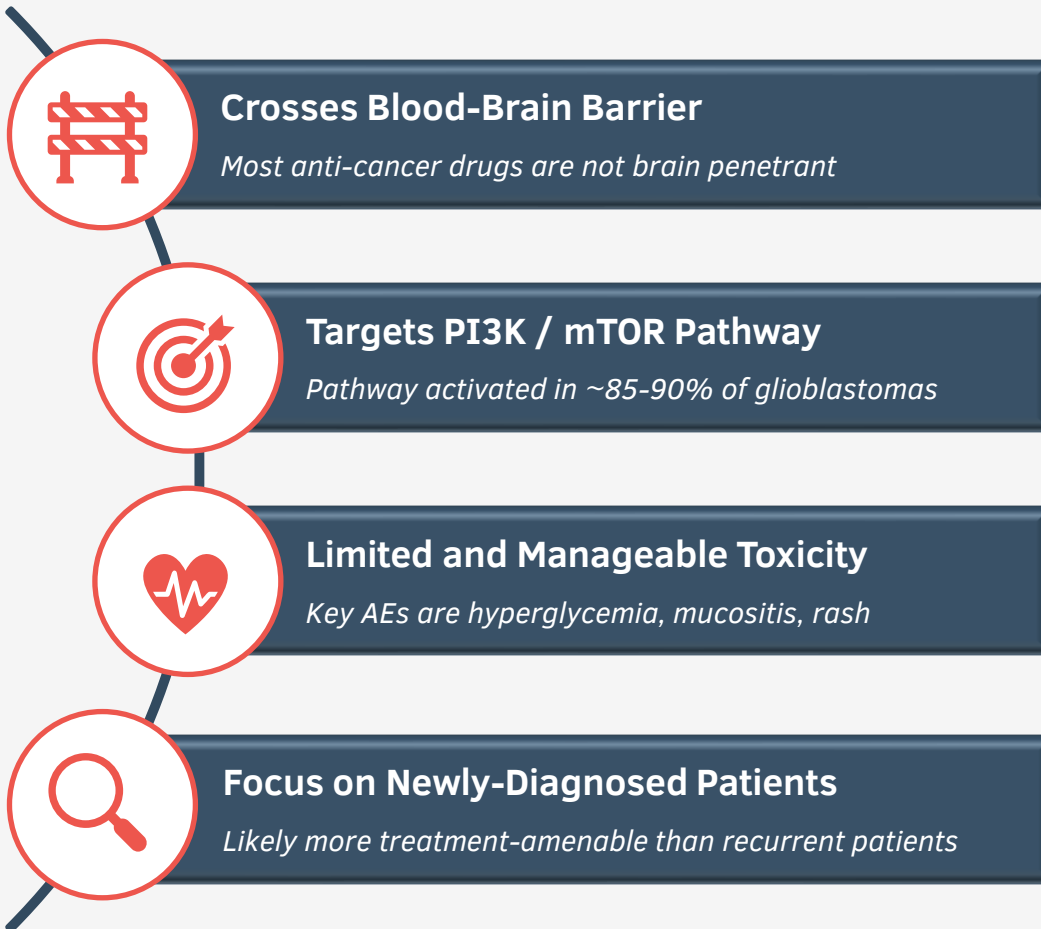 Crosses Blood-Brain Barrier
Most anti-cancer drugs are not brain penetrant
Targets PI3K / mTOR Pathway
Pathway activated in ~85-90% of glioblastomas
Limited and Manageable Toxicity
Key AEs are hyperglycemia, mucositis, rash
Focus on Newly-Diagnosed Patients
Likely more treatment-amenable than recurrent patients